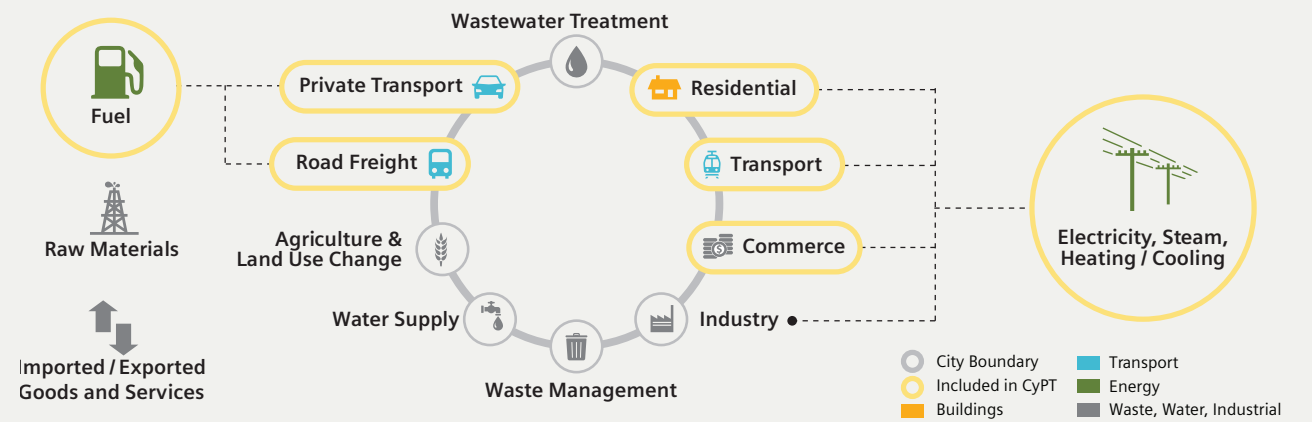 Wastewater Treatment
Fuel
Private Transport
Road Freight
Raw Materials
Agriculture &
Land Use Change
Water Supply
Imported / Exported
Goods and Services
Waste Management
Residential
Transport
Commerce
$
Industry
Electricity, Steam,
Heating / Cooling
City Boundary
Included in CyPT
Buildings
Transport
Energy
Waste, Water, Industrial